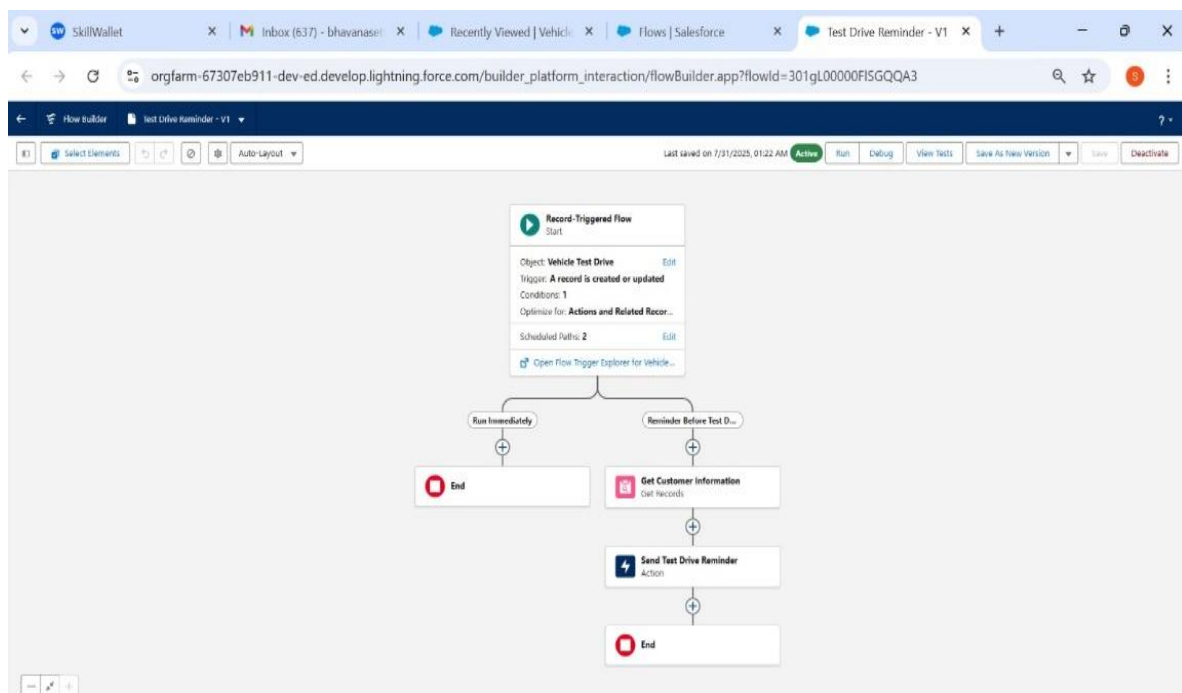 SW SkillWallet
Inbox (637) - bhavanaset
Recently Viewed | Vehicle
Flows | Salesforce
Test Drive Reminder - V1
orgfarm-67307eb911-dev-ed.develop.lightning.force.com/builder_platform_interaction/flowBuilder.app?flowId=301gL00000FlSGQQA3
S
Flow Builder
Test Drive Reminder - V1
?
Select Elements
Auto-Layout
Last saved on 7/31/2025, 01:22 AM
Active
Run
Debug
View Tests
Save As New Version
Save
Deactivate
Record-Triggered Flow
Start
Object: Vehicle Test Drive Edit
Trigger: A record is created or updated
Conditions: 1
Optimize for: Actions and Related Recor...
Scheduled Paths: 2 Edit
Open Flow Trigger Explorer for Vehicle...
Run Immediately
Reminder Before Test D...
End
Get Customer Information
Get Records
Send Test Drive Reminder
Action
End